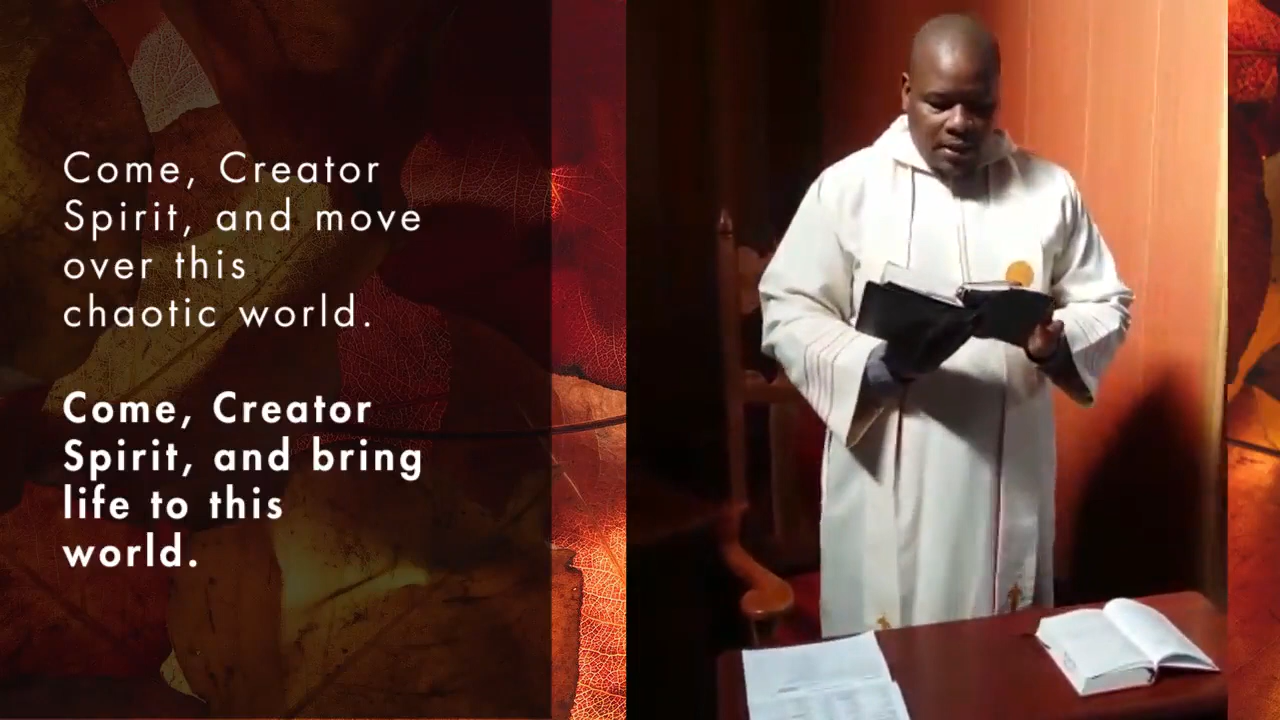 Come, Creator
Spirit, and move
over this
chaotic world.
Come, Creator
Spirit, and bring
life to this
world.